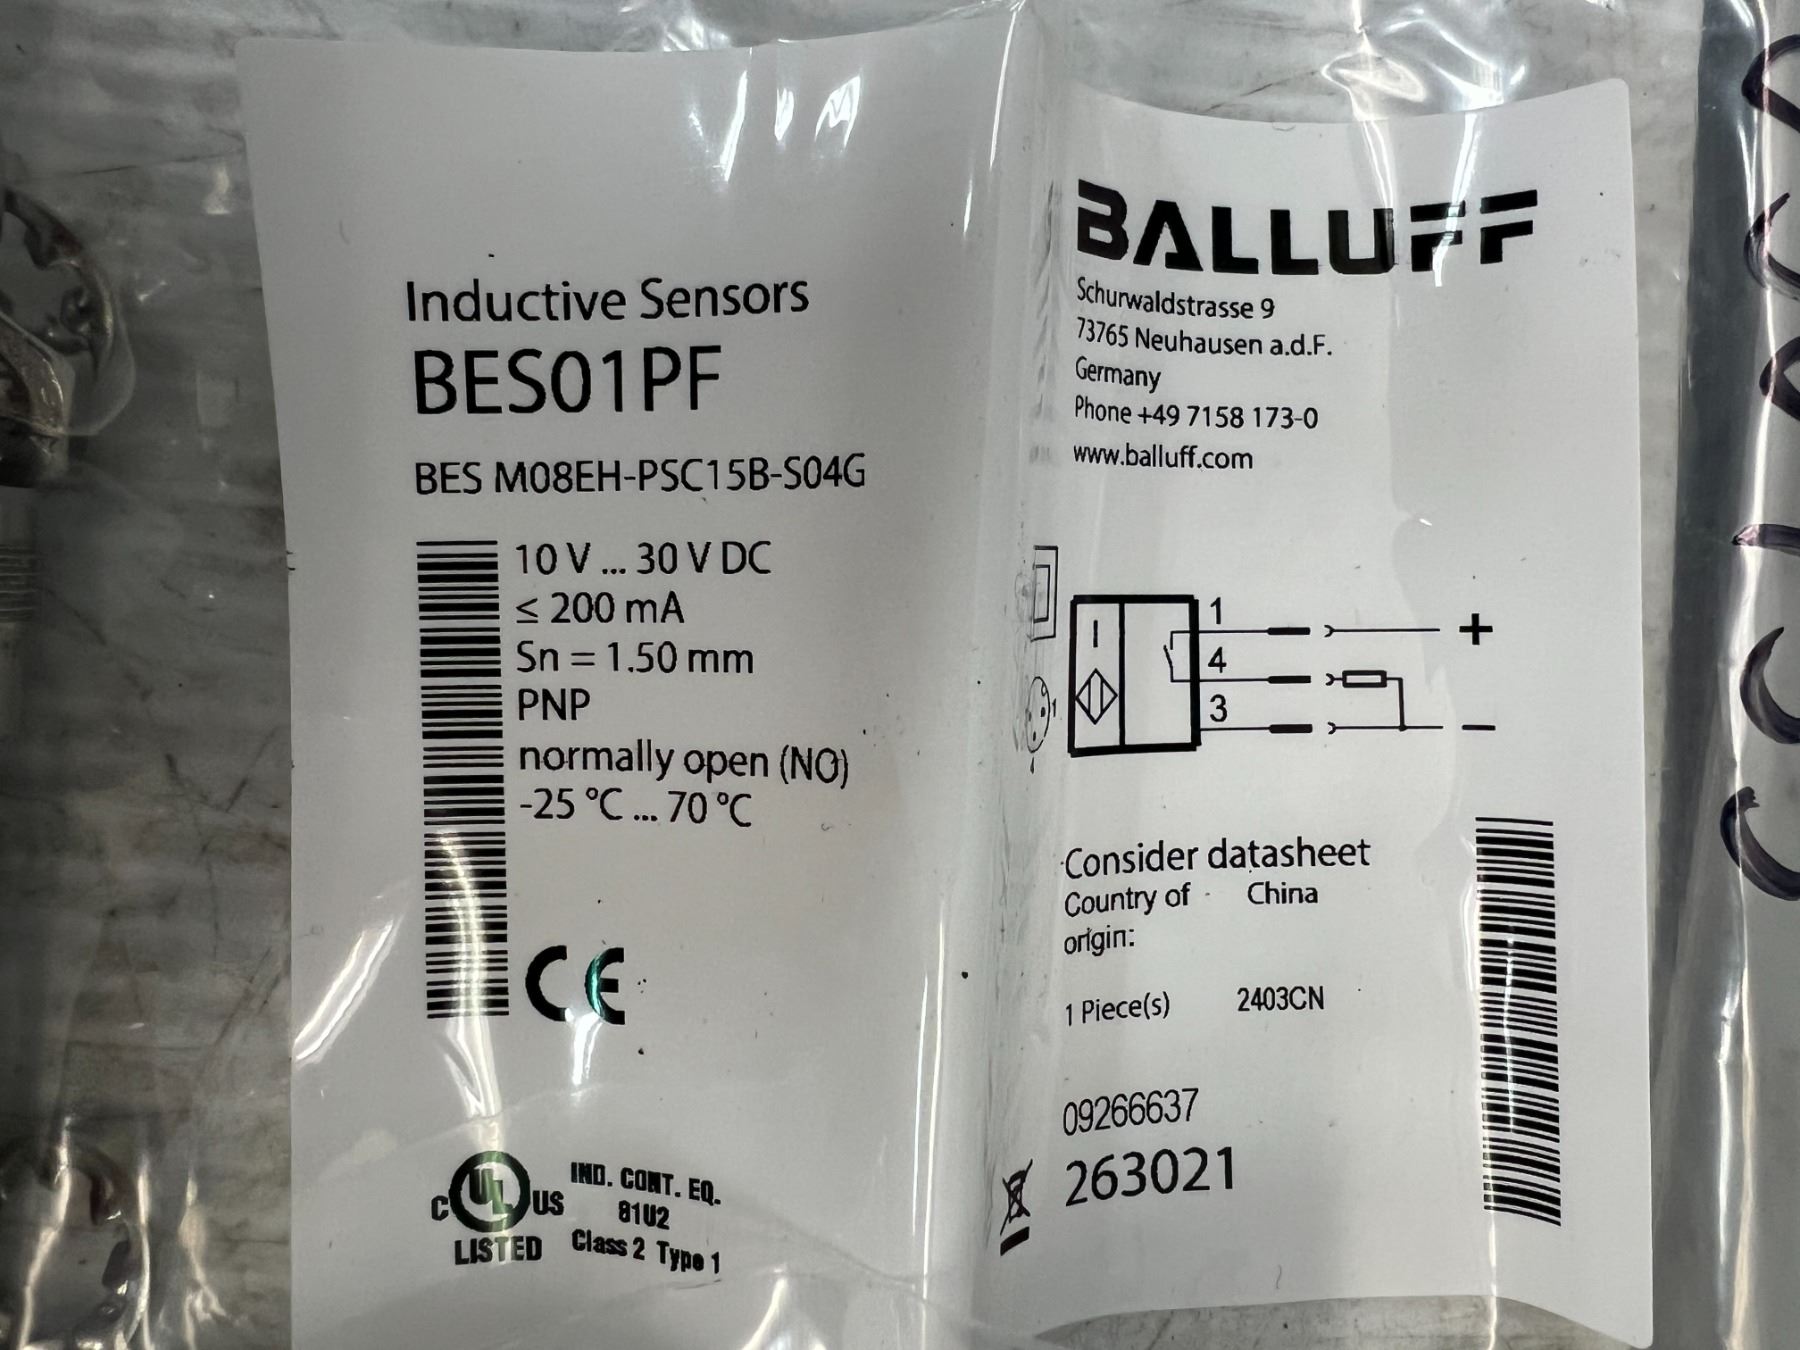 Inductive Sensors
BES01PF
BES M08EH-PSC15B-S04G
10 V ... 30 V DC
≤ 200 mA
Sn = 1.50 mm
PNP
normally open (NO)
-25 °C ... 70 °C
CE
C UL US
LISTED
IND. CONT. EQ.
81U2
Class 2 Type 1
BALLUFF
Schurwaldstrasse 9
73765 Neuhausen a.d.F.
Germany
Phone +49 7158 173-0
www.balluff.com
1
+
4
3
−
1
4
Consider datasheet
Country of China
origin:
1 Piece(s) 2403CN
09266637
263021